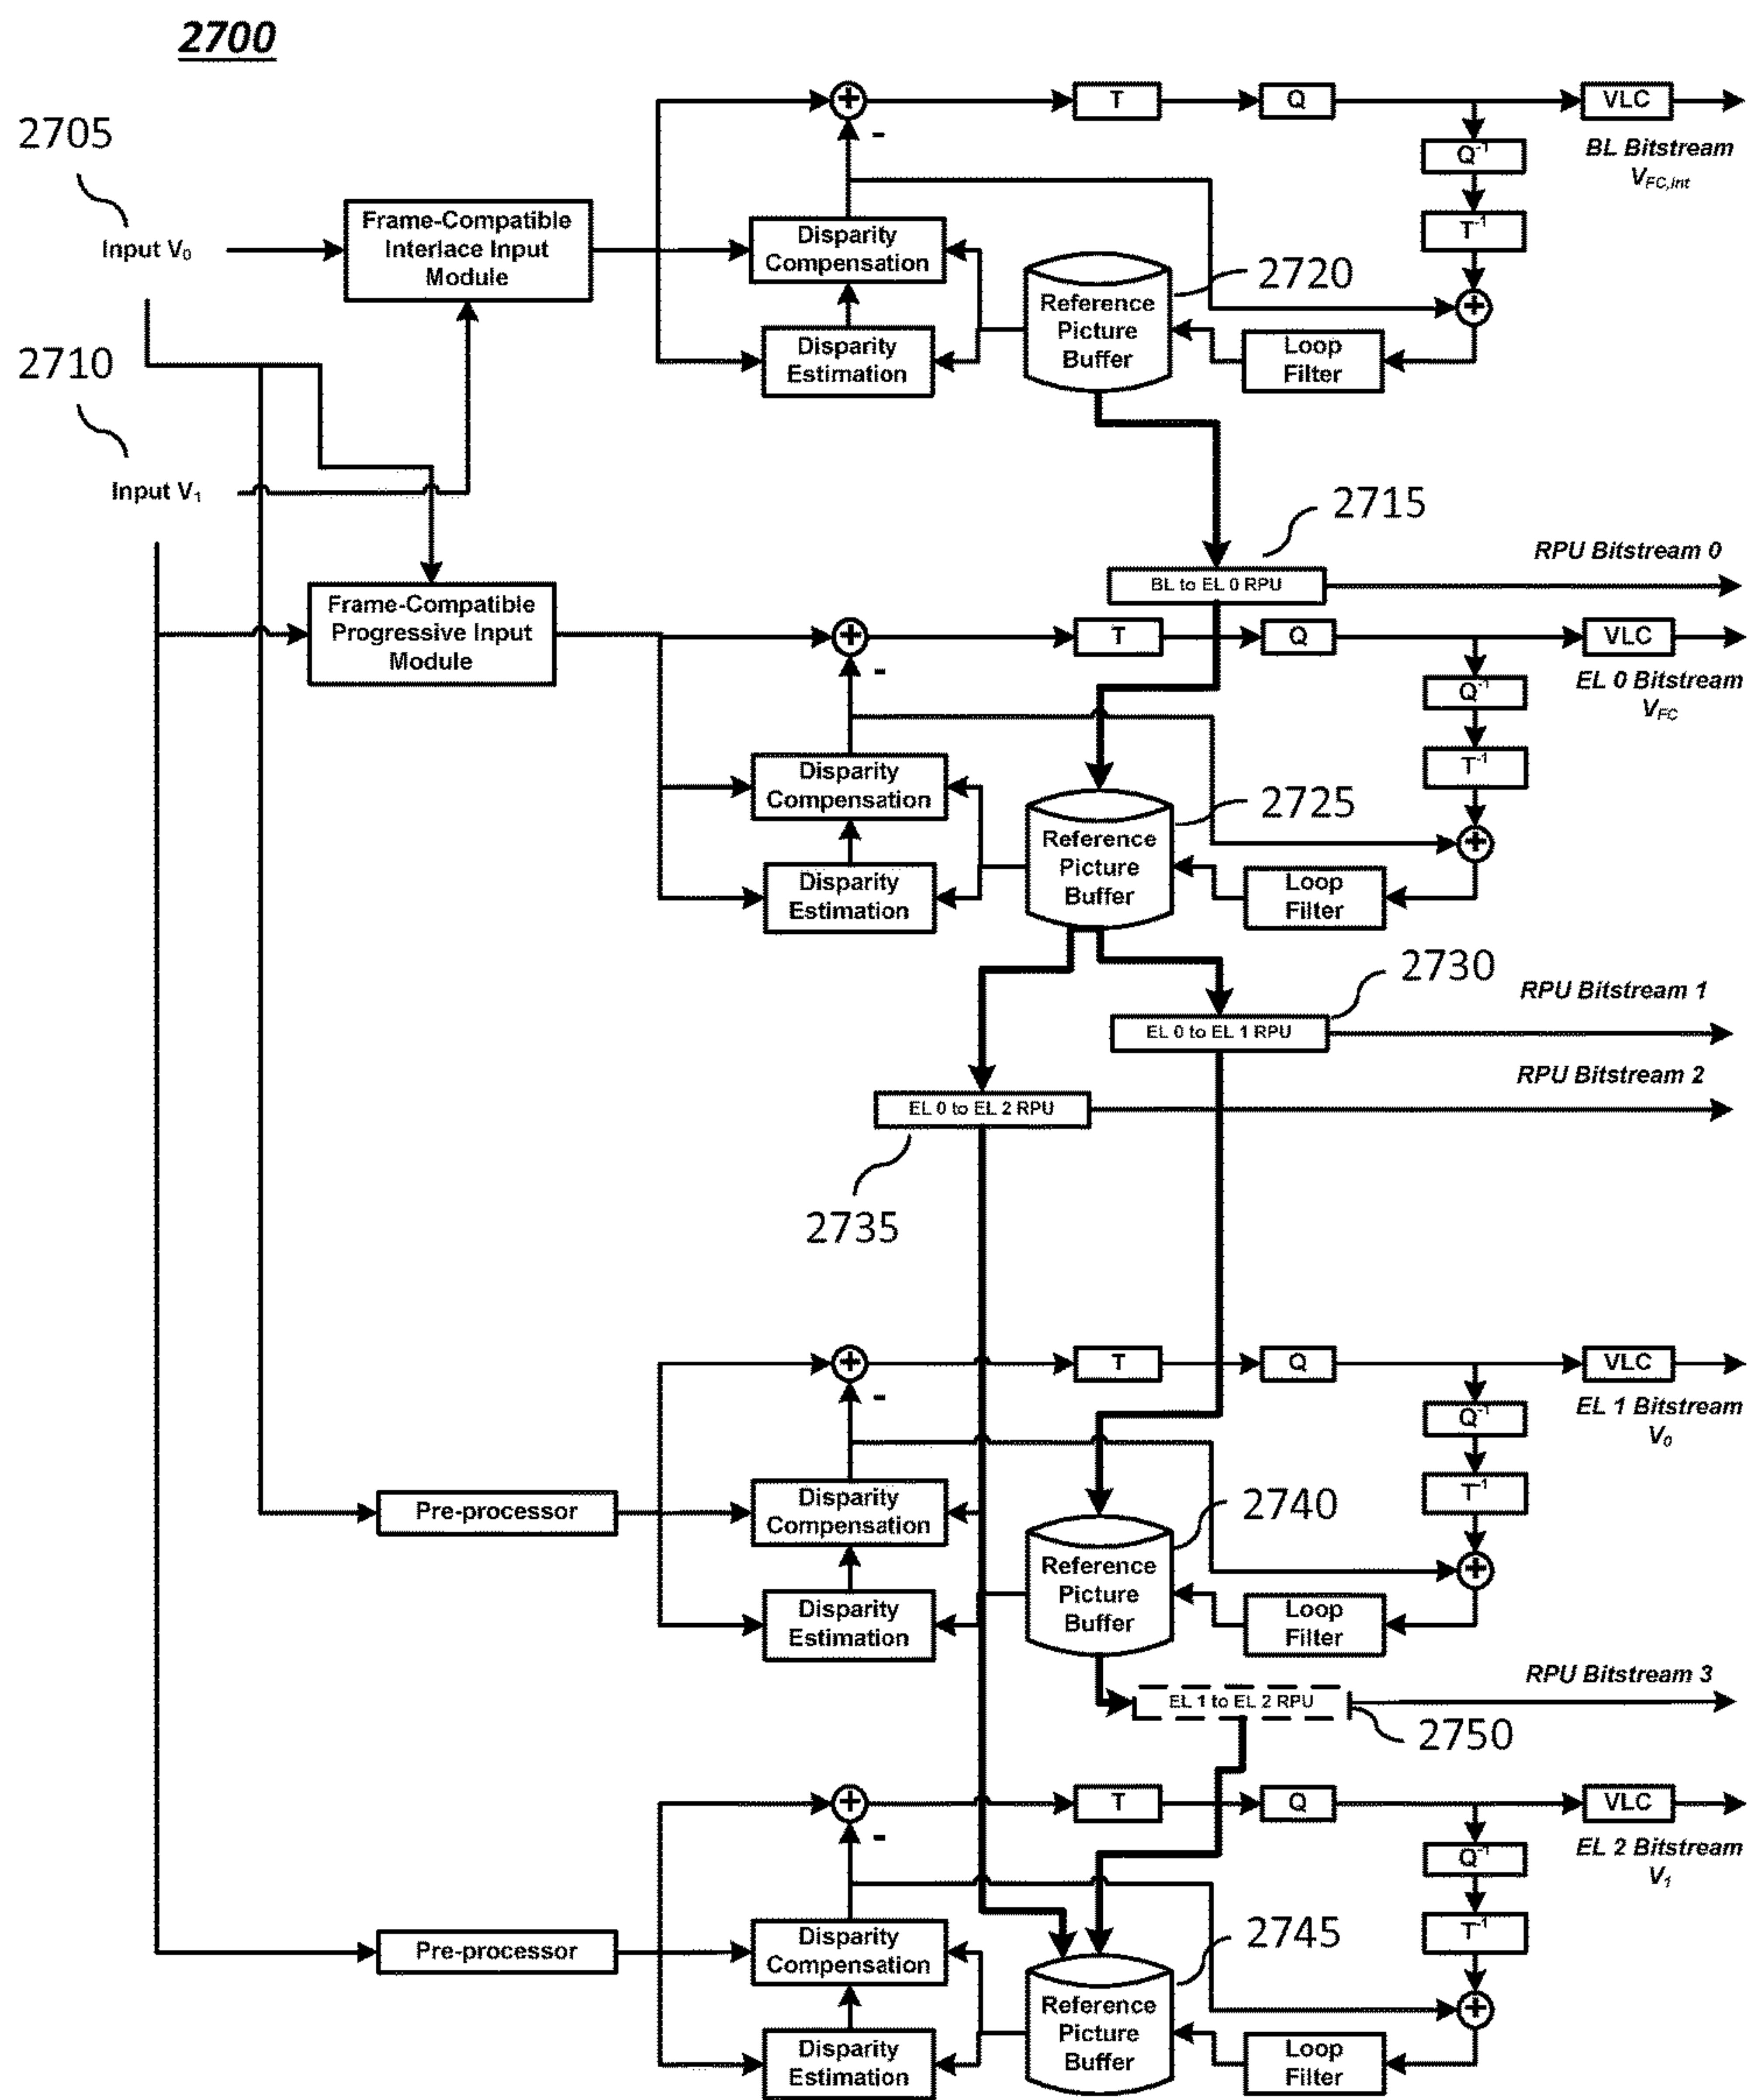 2700
2705
Input V₀
2710
Input V₁
Frame-Compatible
Interlace Input
Module
+
-
T
Q
VLC
BL Bitstream
V_FC,int
Q⁻¹
T⁻¹
+
Disparity
Compensation
Disparity
Estimation
Reference
Picture
Buffer
2720
Loop
Filter
2715
BL to EL 0 RPU
RPU Bitstream 0
Frame-Compatible
Progressive Input
Module
+
-
T
Q
VLC
EL 0 Bitstream
V_FC
Q⁻¹
T⁻¹
+
Disparity
Compensation
Disparity
Estimation
Reference
Picture
Buffer
2725
Loop
Filter
2730
EL 0 to EL 1 RPU
RPU Bitstream 1
EL 0 to EL 2 RPU
RPU Bitstream 2
2735
+
-
T
Q
VLC
EL 1 Bitstream
V₀
Q⁻¹
T⁻¹
+
Pre-processor
Disparity
Compensation
Disparity
Estimation
Reference
Picture
Buffer
2740
Loop
Filter
EL 1 to EL 2 RPU
RPU Bitstream 3
2750
+
-
T
Q
VLC
EL 2 Bitstream
V₁
Q⁻¹
T⁻¹
+
Pre-processor
Disparity
Compensation
Disparity
Estimation
Reference
Picture
Buffer
2745
Loop
Filter